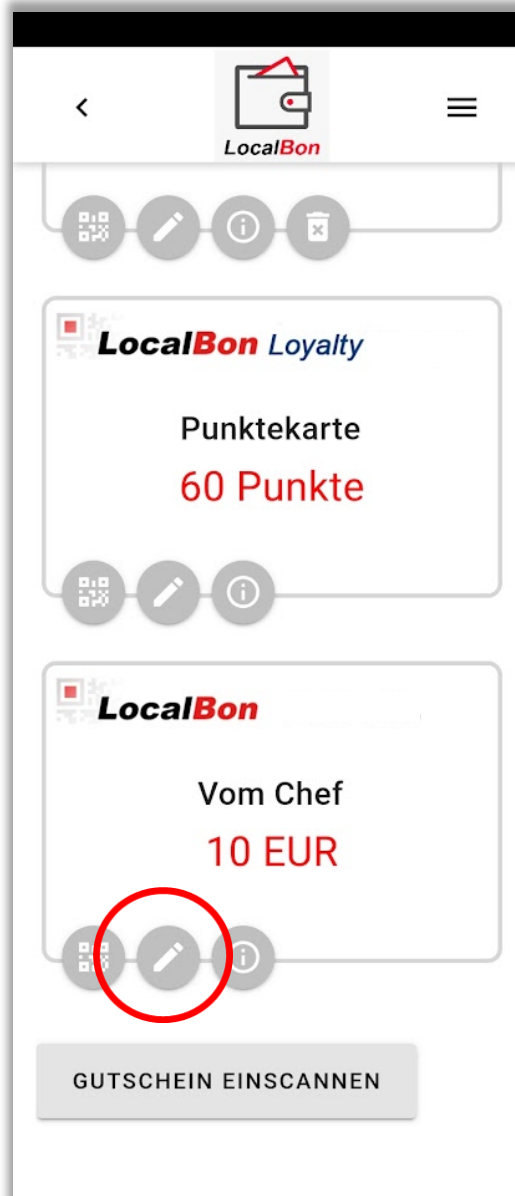 LocalBon
LocalBon Loyalty
Punktekarte
60 Punkte
LocalBon
Vom Chef
10 EUR
GUTSCHEIN EINSCANNEN